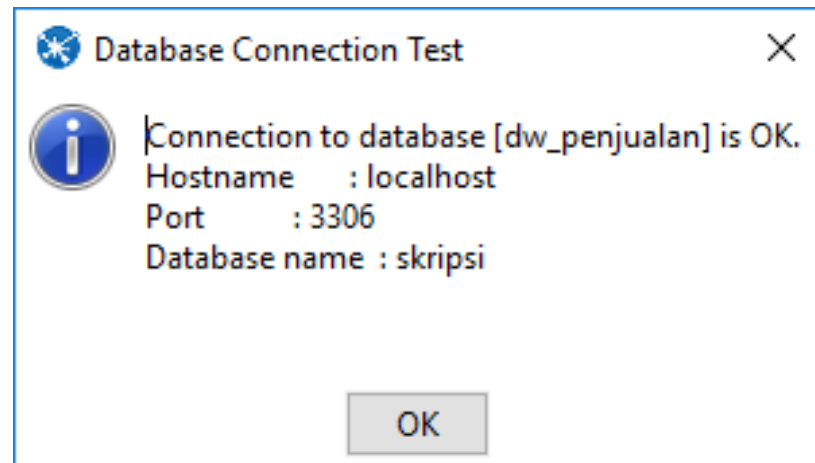 Database Connection Test
Connection to database [dw_penjualan] is OK.
Hostname : localhost
Port : 3306
Database name : skripsi
OK